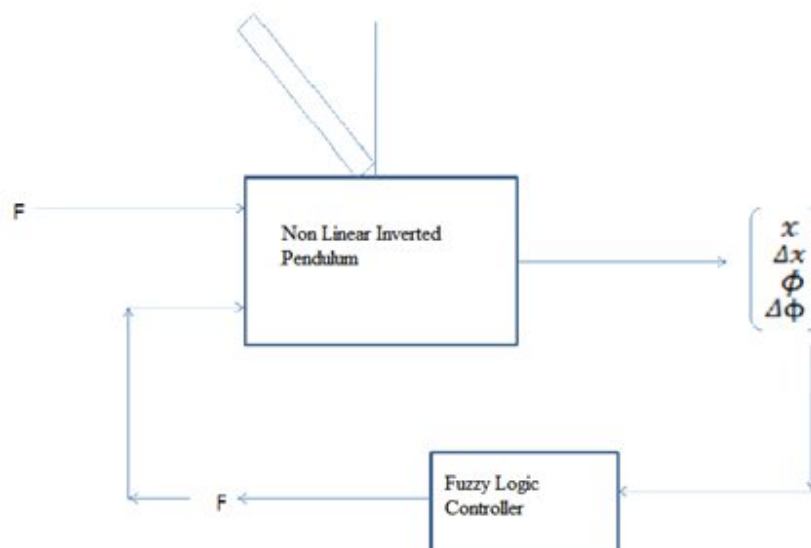 F
Non Linear Inverted
Pendulum
x
Δx
ϕ
Δϕ
F
Fuzzy Logic
Controller